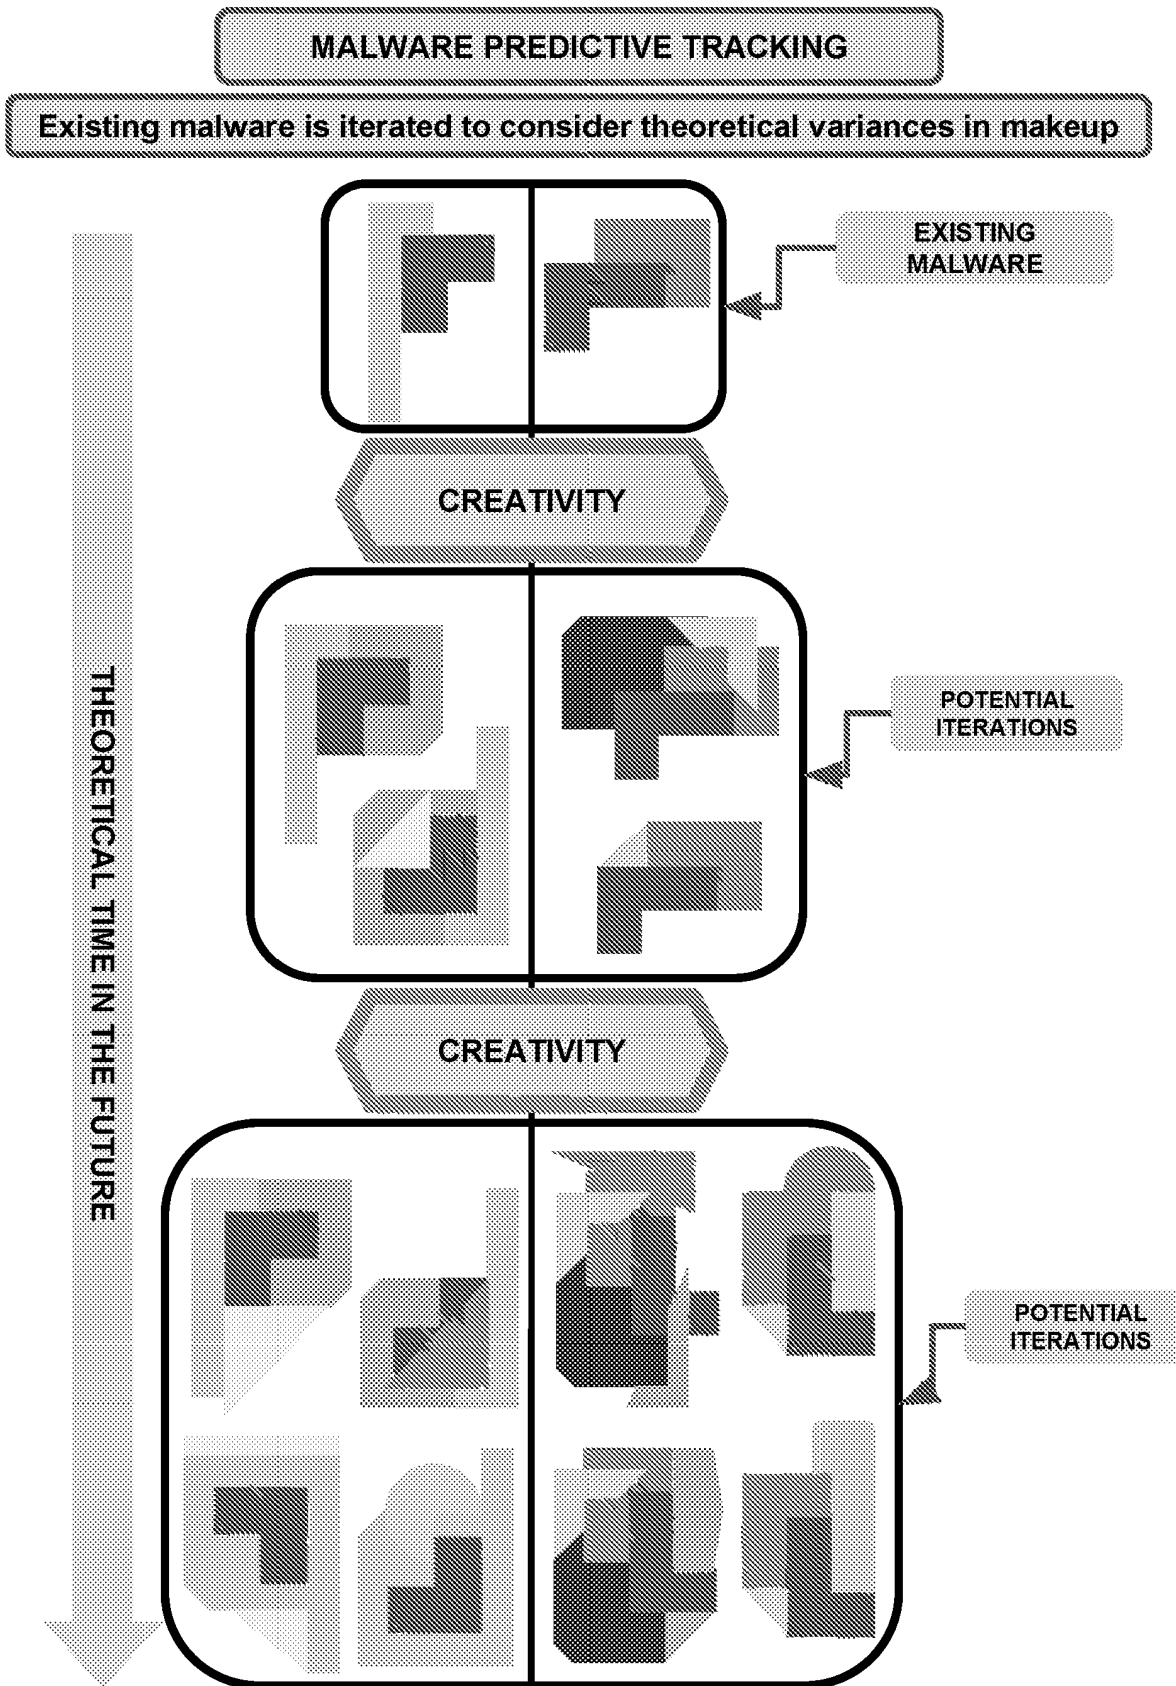 MALWARE PREDICTIVE TRACKING
Existing malware is iterated to consider theoretical variances in makeup
EXISTING
MALWARE
CREATIVITY
POTENTIAL
ITERATIONS
THEORETICAL TIME IN THE FUTURE
CREATIVITY
POTENTIAL
ITERATIONS